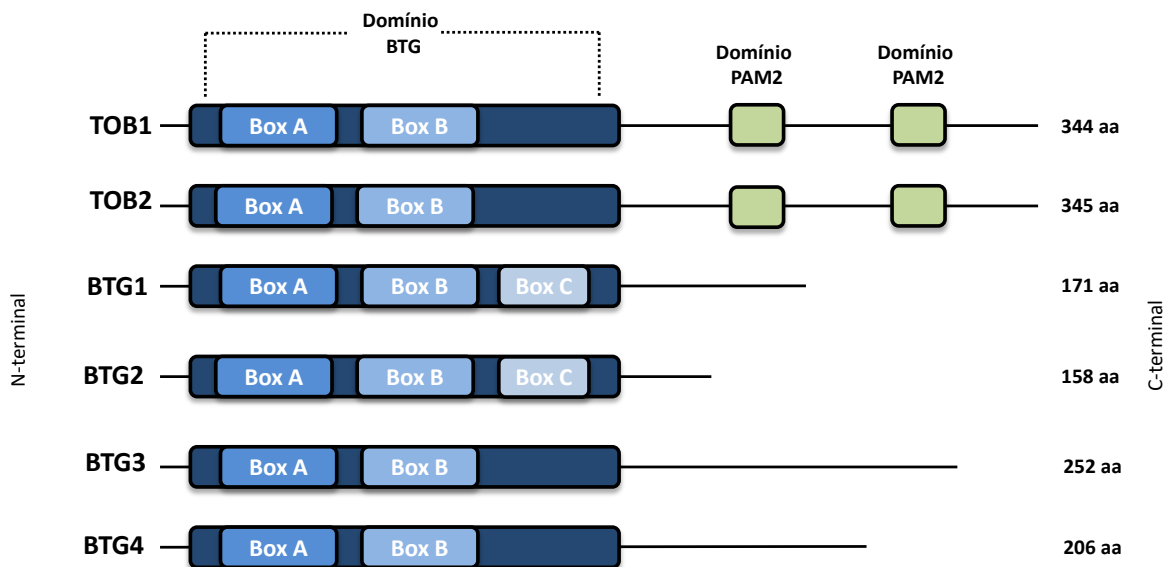 Domínio
BTG
Domínio
PAM2
Domínio
PAM2
TOB1
Box A
Box B
344 aa
TOB2
Box A
Box B
345 aa
BTG1
Box A
Box B
Box C
171 aa
N-terminal
C-terminal
BTG2
Box A
Box B
Box C
158 aa
BTG3
Box A
Box B
252 aa
BTG4
Box A
Box B
206 aa